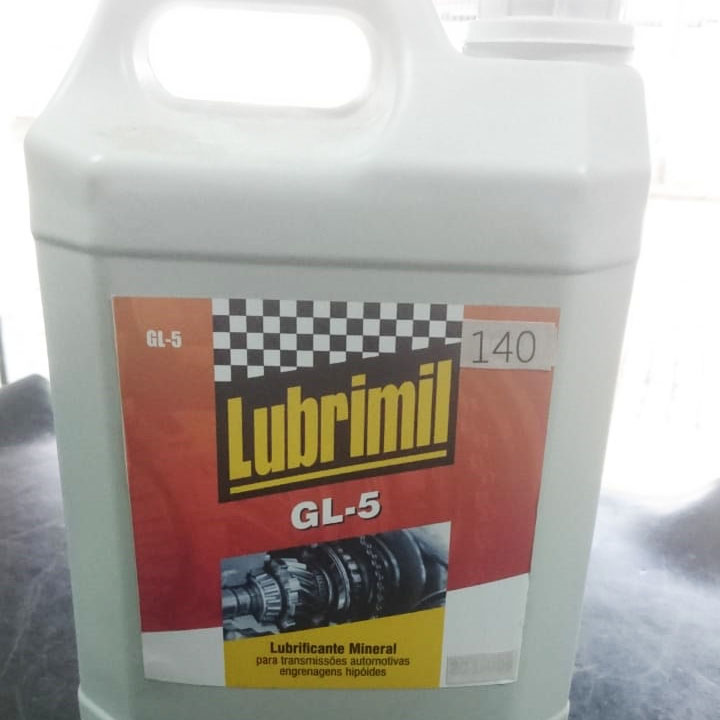 GL-5
140
Lubrimil
GL-5
Lubrificante Mineral
para transmissões automotivas
engrenagens hipóides